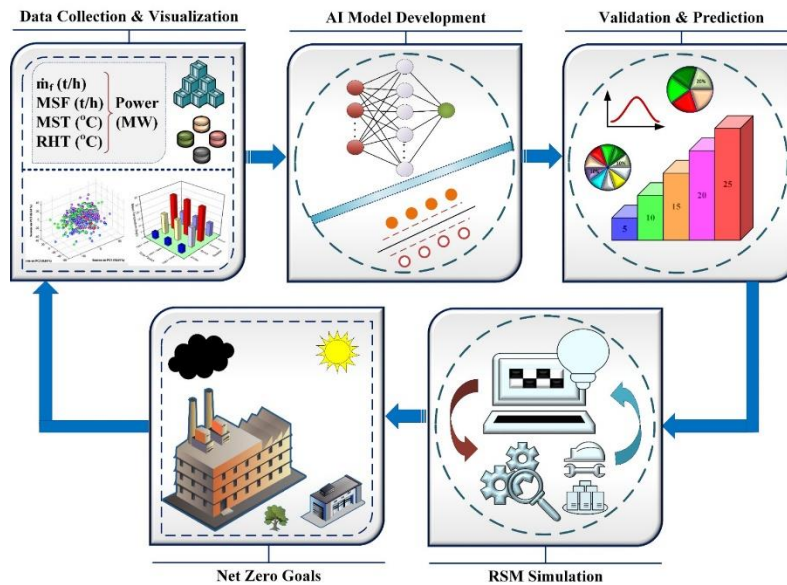 Data Collection & Visualization
AI Model Development
Validation & Prediction
ṁf (t/h)
MSF (t/h)
MST (°C)
RHT (°C)
Power
(MW)
5
10
15
20
25
Net Zero Goals
RSM Simulation